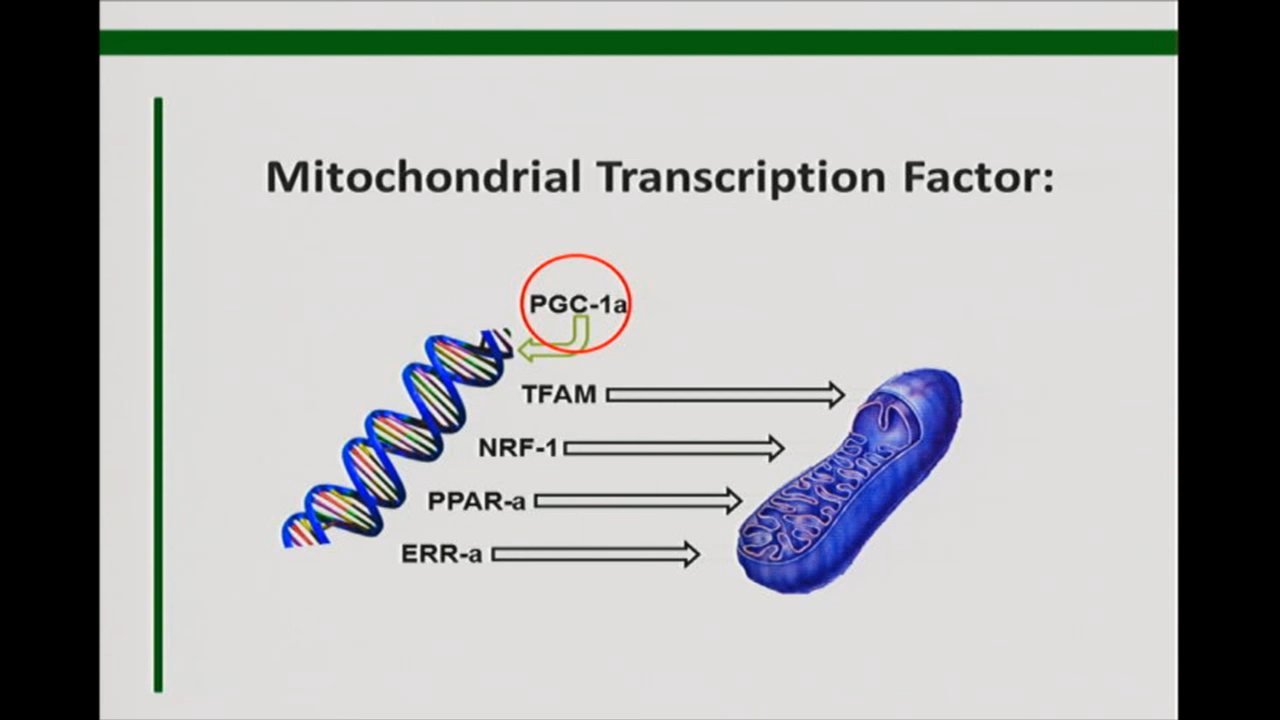 Mitochondrial Transcription Factor:
PGC-1a
TFAM
NRF-1
PPAR-a
ERR-a